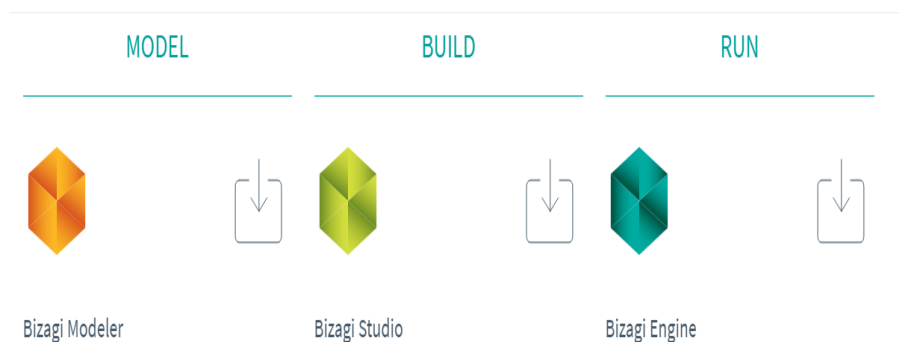 MODEL
BUILD
RUN
Bizagi Modeler
Bizagi Studio
Bizagi Engine